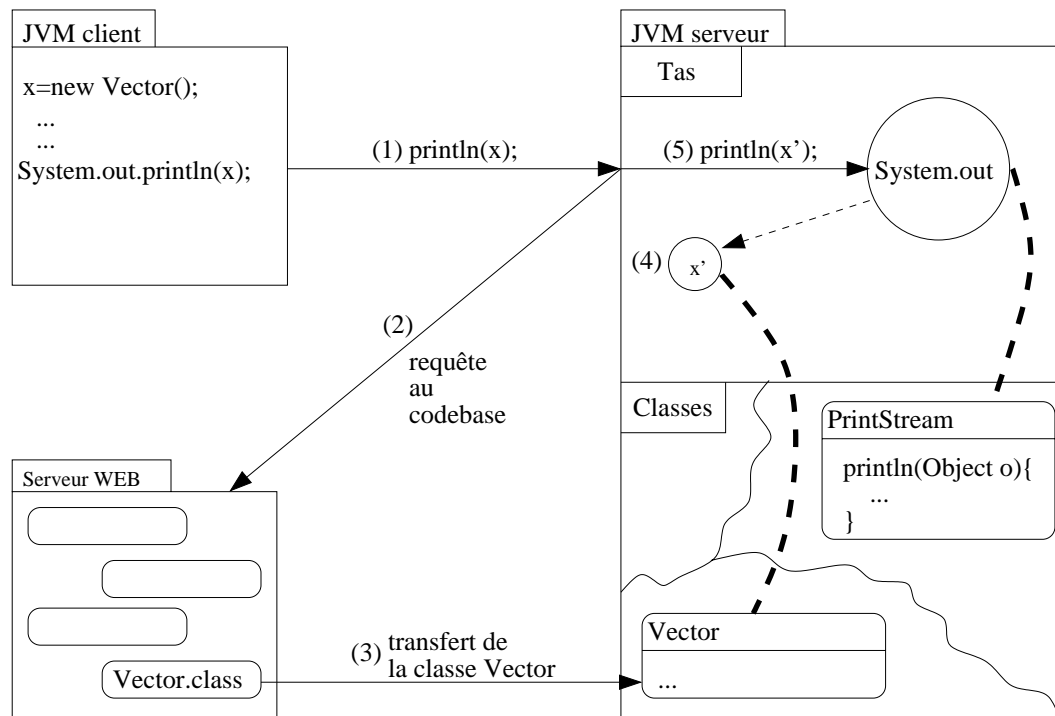 JVM client
x=new Vector();
...
...
System.out.println(x);
(1) println(x);
JVM serveur
Tas
(5) println(x’);
System.out
(4)
x’
(2)
requête
au
codebase
Classes
PrintStream
println(Object o){
...
}
Serveur WEB
Vector.class
(3) transfert de
la classe Vector
Vector
...